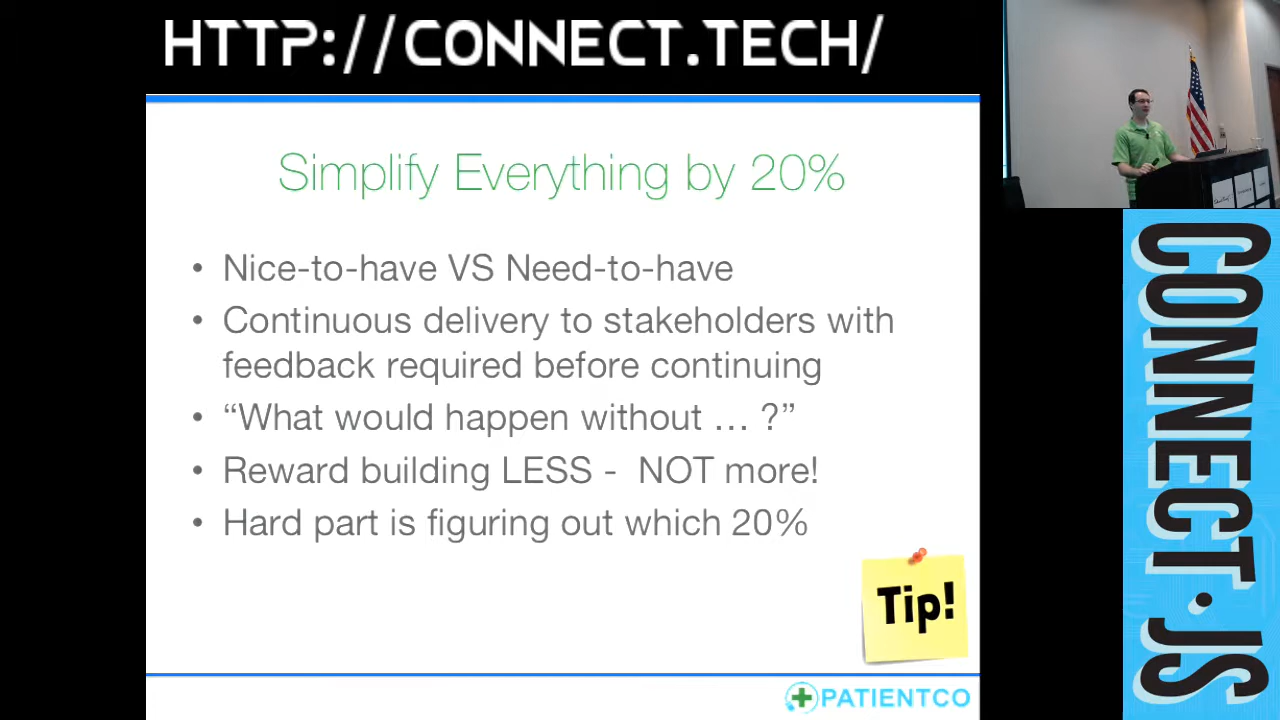 HTTP://CONNECT.TECH/
Simplify Everything by 20%
• Nice-to-have VS Need-to-have
• Continuous delivery to stakeholders with
feedback required before continuing
• “What would happen without … ?”
• Reward building LESS - NOT more!
• Hard part is figuring out which 20%
Tip!
PATIENTCO
CONNECT.JS